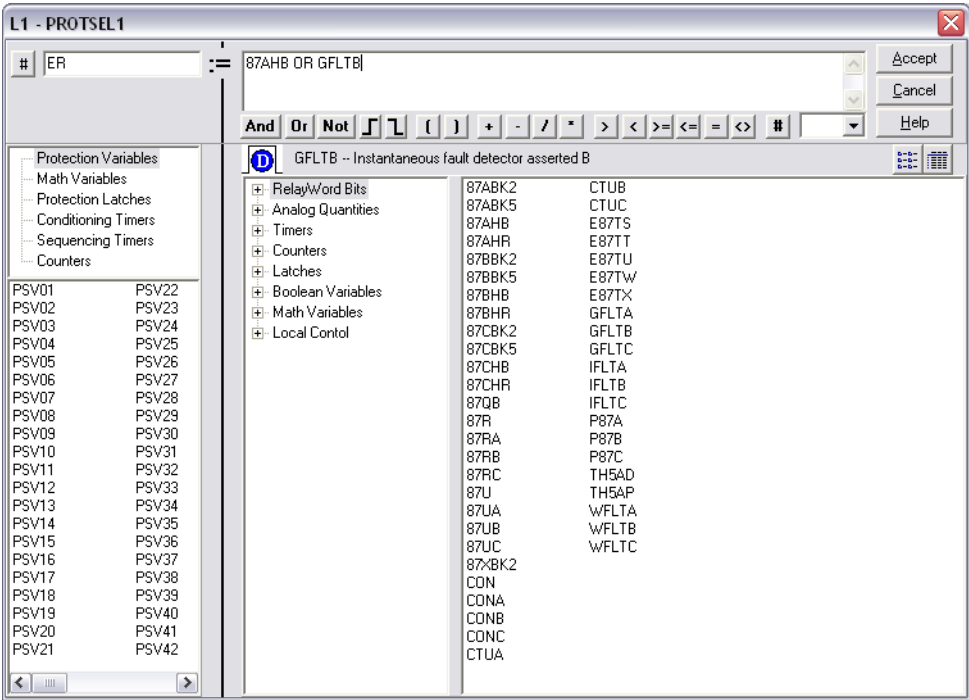 L1 - PROTSEL1
# ER := 87AHB OR GFLTB
Accept
Cancel
Help
And Or Not ( ) + - / * > < >= <= = <> #
Protection Variables
Math Variables
Protection Latches
Conditioning Timers
Sequencing Timers
Counters
PSV01 PSV22
PSV02 PSV23
PSV03 PSV24
PSV04 PSV25
PSV05 PSV26
PSV06 PSV27
PSV07 PSV28
PSV08 PSV29
PSV09 PSV30
PSV10 PSV31
PSV11 PSV32
PSV12 PSV33
PSV13 PSV34
PSV14 PSV35
PSV15 PSV36
PSV16 PSV37
PSV17 PSV38
PSV18 PSV39
PSV19 PSV40
PSV20 PSV41
PSV21 PSV42
D GFLTB -- Instantaneous fault detector asserted B
RelayWord Bits
Analog Quantities
Timers
Counters
Latches
Boolean Variables
Math Variables
Local Contol
87ABK2 CTUB
87ABK5 CTUC
87AHB E87TS
87AHR E87TT
87BBK2 E87TU
87BBK5 E87TW
87BHB E87TX
87BHR GFLTA
87CBK2 GFLTB
87CBK5 GFLTC
87CHB IFLTA
87CHR IFLTB
87QB IFLTC
87R P87A
87RA P87B
87RB P87C
87RC TH5AD
87U TH5AP
87UA WFLTA
87UB WFLTB
87UC WFLTC
87XBK2
CON
CONA
CONB
CONC
CTUA